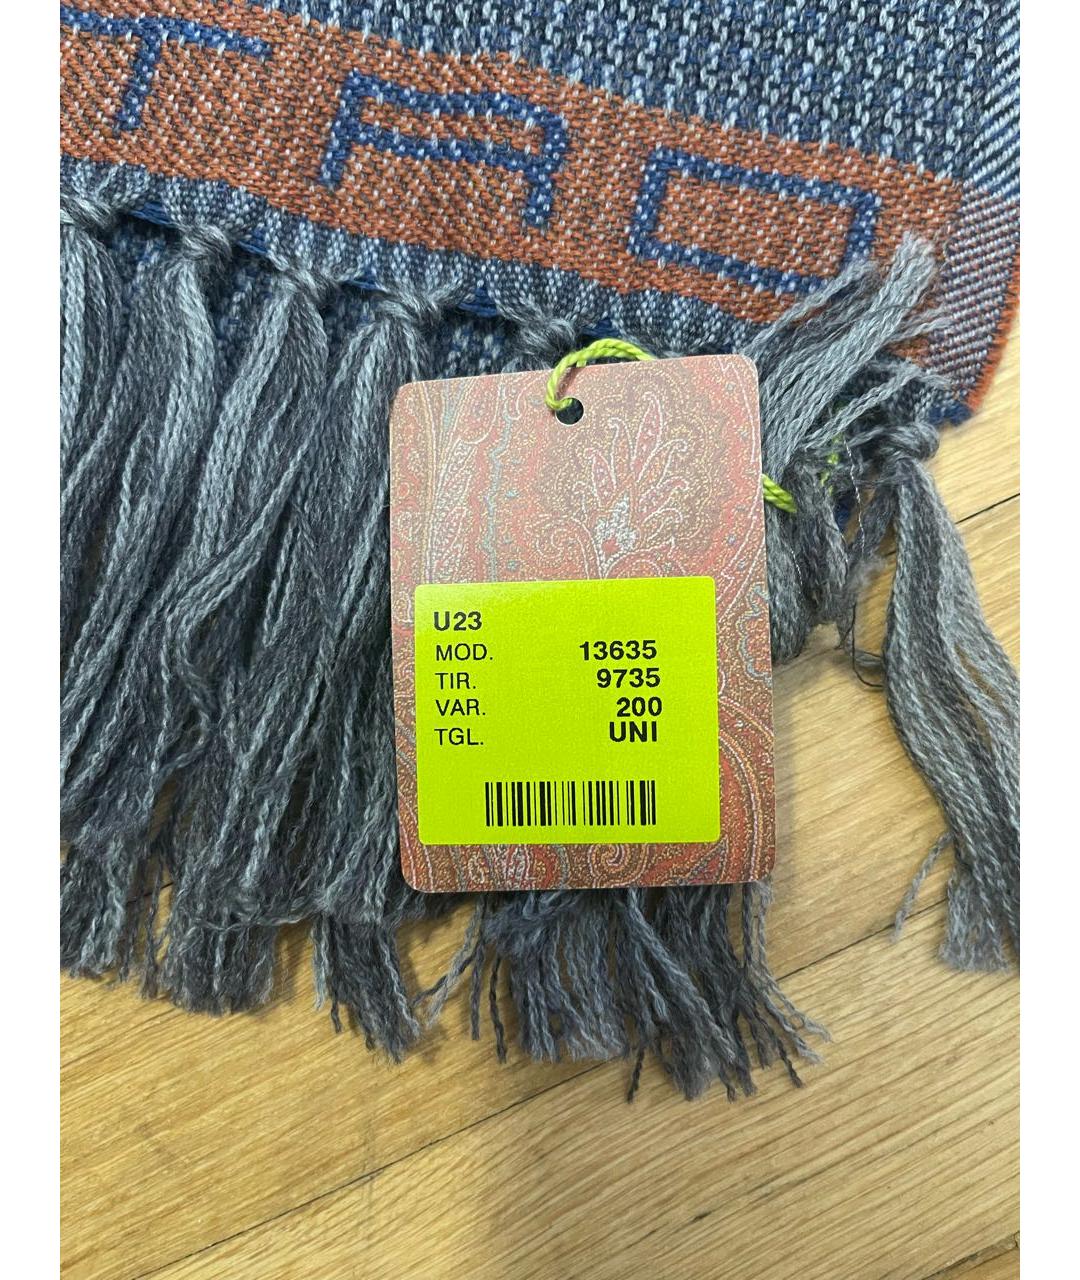 TRO
U23
MOD. 13635
TIR. 9735
VAR. 200
TGL. UNI